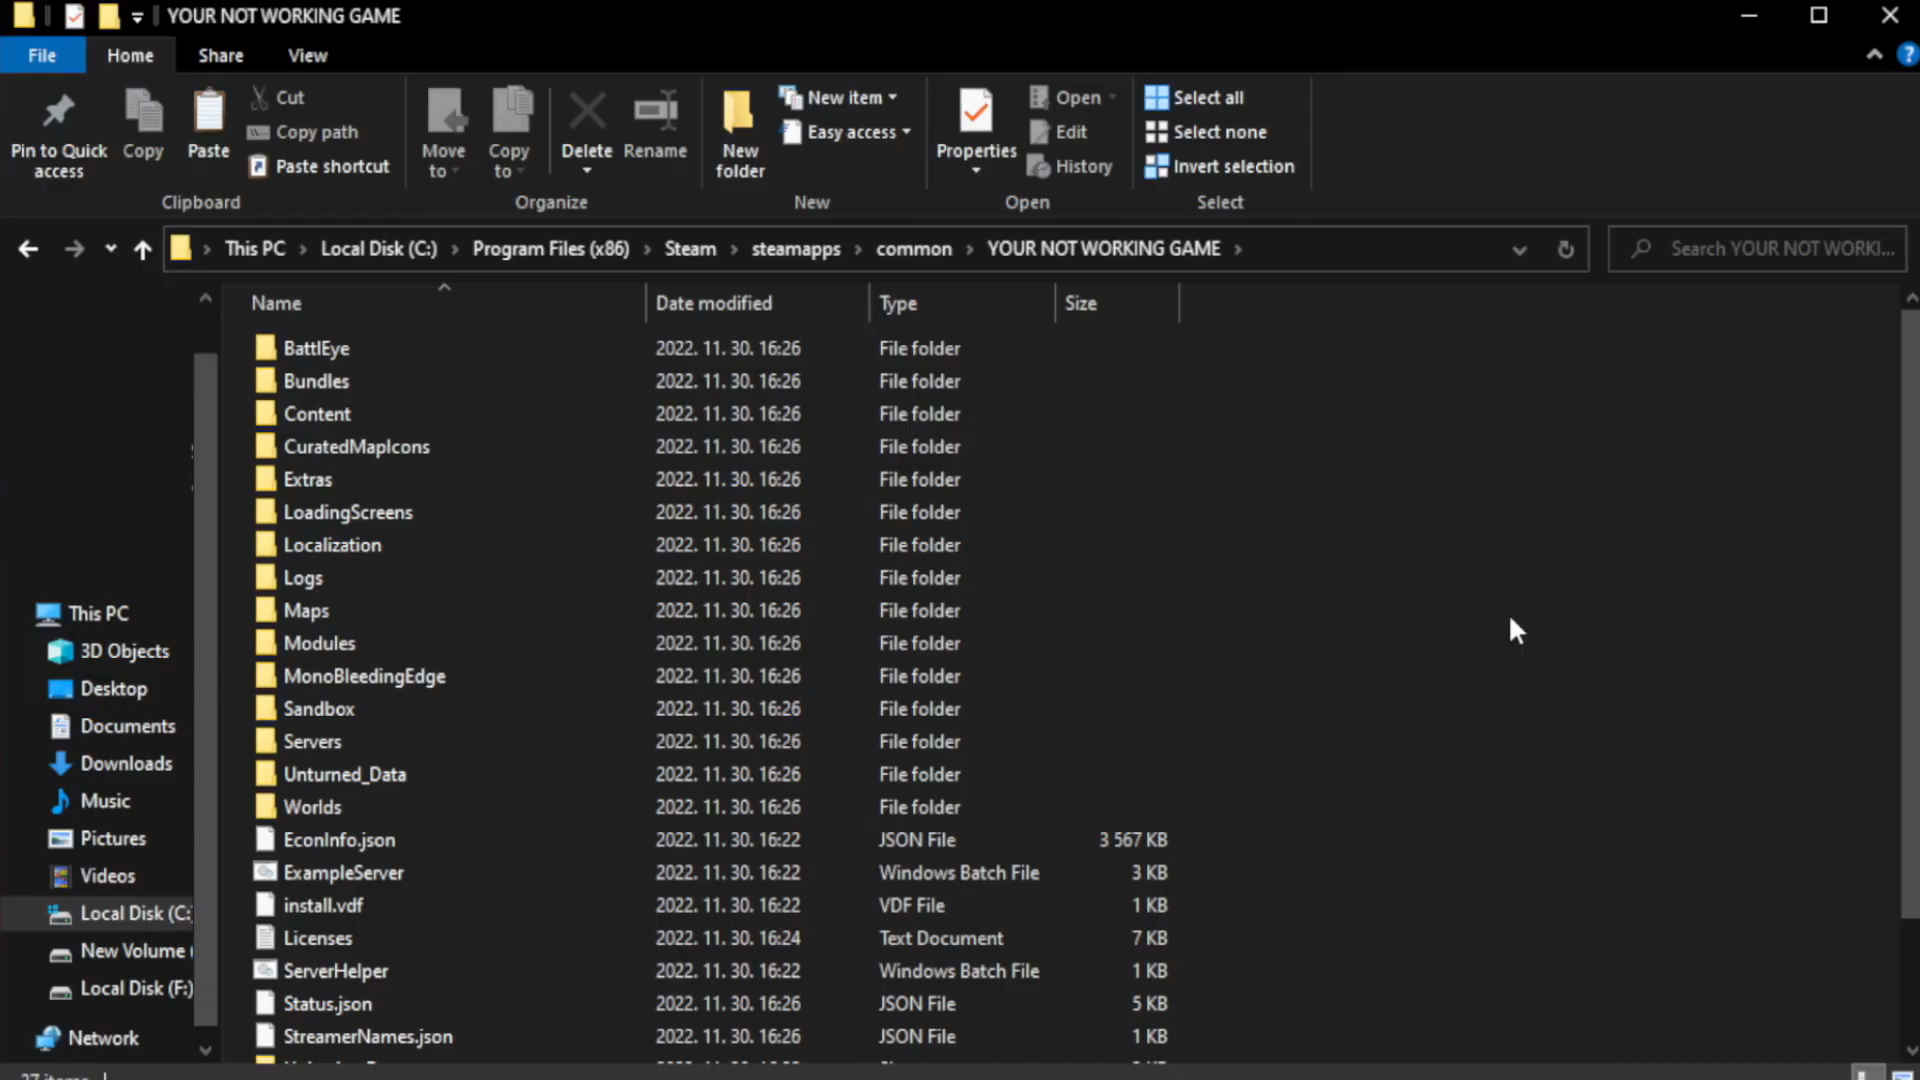 YOUR NOT WORKING GAME
File Home Share View
Pin to Quick access
Copy
Paste
Cut
Copy path
Paste shortcut
Clipboard
Move to
Copy to
Delete
Rename
Organize
New folder
New item
Easy access
New
Properties
Open
Edit
History
Open
Select all
Select none
Invert selection
Select
This PC Local Disk (C:) Program Files (x86) Steam steamapps common YOUR NOT WORKING GAME
Search YOUR NOT WORKI...
Name Date modified Type Size
BattlEye 2022. 11. 30. 16:26 File folder
Bundles 2022. 11. 30. 16:26 File folder
Content 2022. 11. 30. 16:26 File folder
CuratedMapIcons 2022. 11. 30. 16:26 File folder
Extras 2022. 11. 30. 16:26 File folder
LoadingScreens 2022. 11. 30. 16:26 File folder
Localization 2022. 11. 30. 16:26 File folder
Logs 2022. 11. 30. 16:26 File folder
Maps 2022. 11. 30. 16:26 File folder
Modules 2022. 11. 30. 16:26 File folder
MonoBleedingEdge 2022. 11. 30. 16:26 File folder
Sandbox 2022. 11. 30. 16:26 File folder
Servers 2022. 11. 30. 16:26 File folder
Unturned_Data 2022. 11. 30. 16:26 File folder
Worlds 2022. 11. 30. 16:26 File folder
EconInfo.json 2022. 11. 30. 16:22 JSON File 3 567 KB
ExampleServer 2022. 11. 30. 16:22 Windows Batch File 3 KB
install.vdf 2022. 11. 30. 16:22 VDF File 1 KB
Licenses 2022. 11. 30. 16:24 Text Document 7 KB
ServerHelper 2022. 11. 30. 16:22 Windows Batch File 1 KB
Status.json 2022. 11. 30. 16:26 JSON File 5 KB
StreamerNames.json 2022. 11. 30. 16:26 JSON File 1 KB
This PC
3D Objects
Desktop
Documents
Downloads
Music
Pictures
Videos
Local Disk (C:
New Volume (
Local Disk (F:)
Network